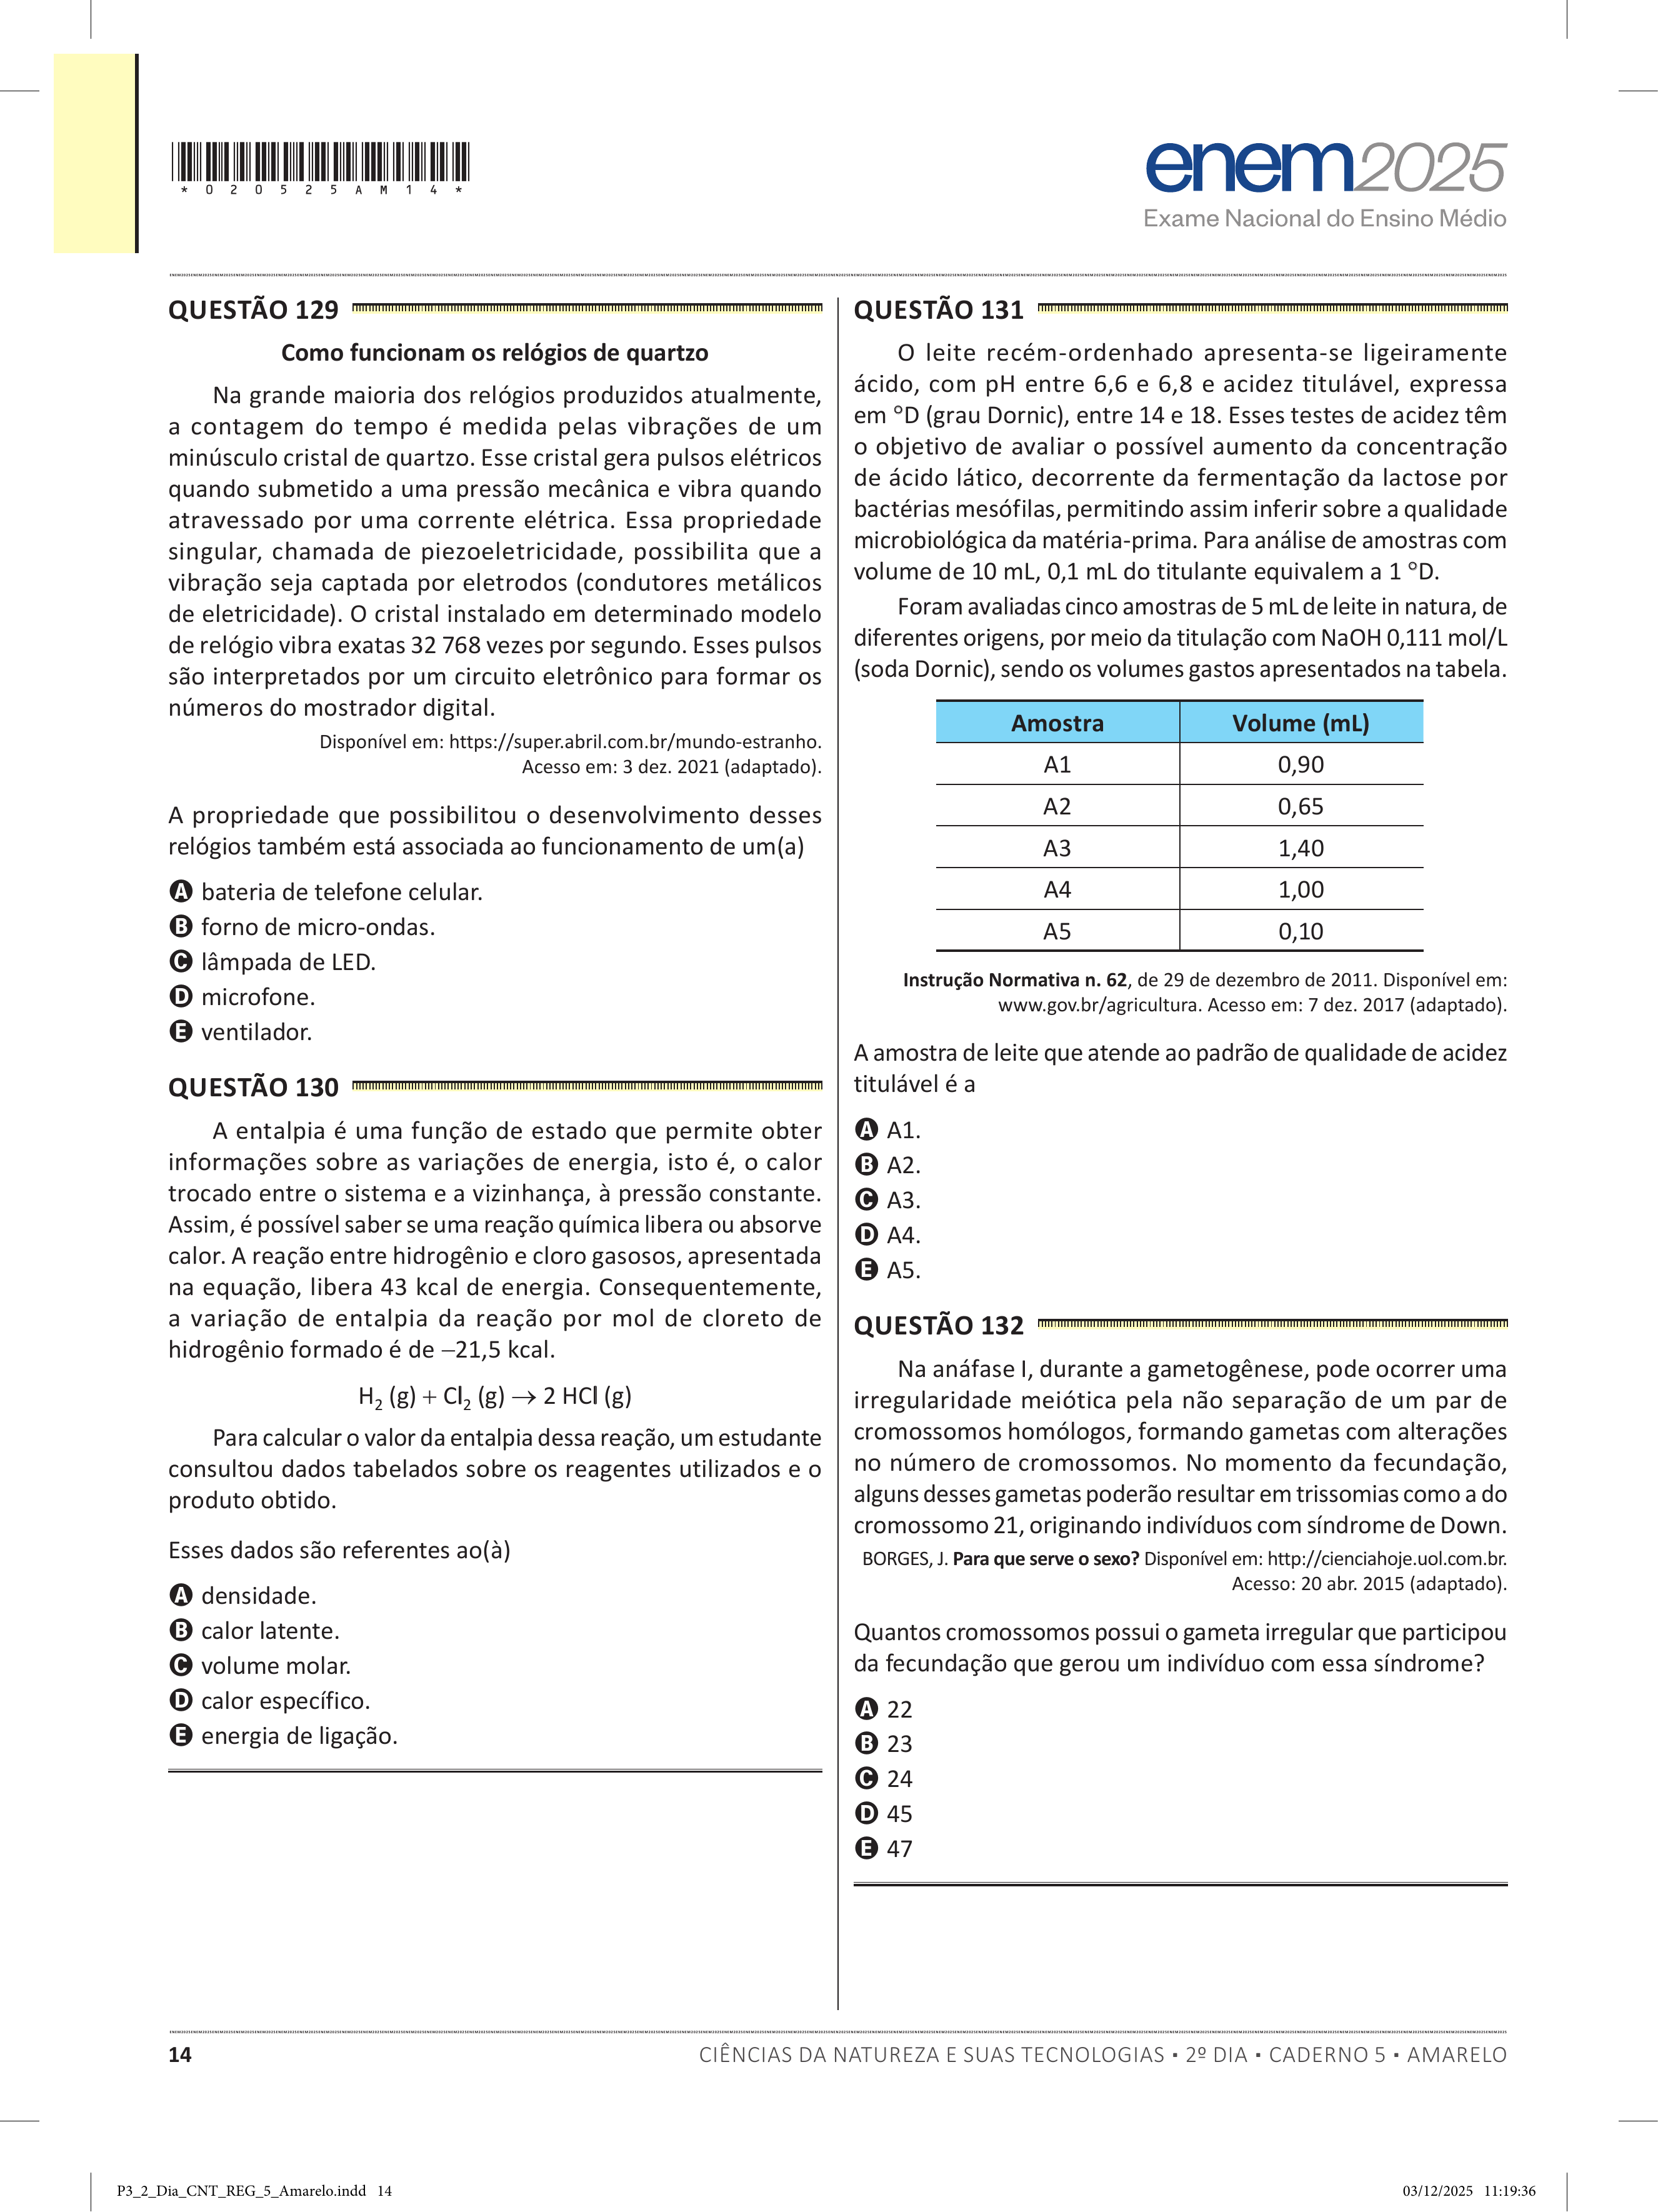 *020525AM14*
enem2025
Exame Nacional do Ensino Médio
QUESTÃO 129
Como funcionam os relógios de quartzo
Na grande maioria dos relógios produzidos atualmente,
a contagem do tempo é medida pelas vibrações de um
minúsculo cristal de quartzo. Esse cristal gera pulsos elétricos
quando submetido a uma pressão mecânica e vibra quando
atravessado por uma corrente elétrica. Essa propriedade
singular, chamada de piezoeletricidade, possibilita que a
vibração seja captada por eletrodos (condutores metálicos
de eletricidade). O cristal instalado em determinado modelo
de relógio vibra exatas 32 768 vezes por segundo. Esses pulsos
são interpretados por um circuito eletrônico para formar os
números do mostrador digital.
Disponível em: https://super.abril.com.br/mundo-estranho.
Acesso em: 3 dez. 2021 (adaptado).
A propriedade que possibilitou o desenvolvimento desses
relógios também está associada ao funcionamento de um(a)
A bateria de telefone celular.
B forno de micro-ondas.
C lâmpada de LED.
D microfone.
E ventilador.
QUESTÃO 130
A entalpia é uma função de estado que permite obter
informações sobre as variações de energia, isto é, o calor
trocado entre o sistema e a vizinhança, à pressão constante.
Assim, é possível saber se uma reação química libera ou absorve
calor. A reação entre hidrogênio e cloro gasosos, apresentada
na equação, libera 43 kcal de energia. Consequentemente,
a variação de entalpia da reação por mol de cloreto de
hidrogênio formado é de −21,5 kcal.
H₂ (g) + Cl₂ (g) → 2 HCl (g)
Para calcular o valor da entalpia dessa reação, um estudante
consultou dados tabelados sobre os reagentes utilizados e o
produto obtido.
Esses dados são referentes ao(à)
A densidade.
B calor latente.
C volume molar.
D calor específico.
E energia de ligação.
QUESTÃO 131
O leite recém-ordenhado apresenta-se ligeiramente
ácido, com pH entre 6,6 e 6,8 e acidez titulável, expressa
em °D (grau Dornic), entre 14 e 18. Esses testes de acidez têm
o objetivo de avaliar o possível aumento da concentração
de ácido lático, decorrente da fermentação da lactose por
bactérias mesófilas, permitindo assim inferir sobre a qualidade
microbiológica da matéria-prima. Para análise de amostras com
volume de 10 mL, 0,1 mL do titulante equivalem a 1 °D.
Foram avaliadas cinco amostras de 5 mL de leite in natura, de
diferentes origens, por meio da titulação com NaOH 0,111 mol/L
(soda Dornic), sendo os volumes gastos apresentados na tabela.
Amostra Volume (mL)
A1 0,90
A2 0,65
A3 1,40
A4 1,00
A5 0,10
Instrução Normativa n. 62, de 29 de dezembro de 2011. Disponível em:
www.gov.br/agricultura. Acesso em: 7 dez. 2017 (adaptado).
A amostra de leite que atende ao padrão de qualidade de acidez
titulável é a
A A1.
B A2.
C A3.
D A4.
E A5.
QUESTÃO 132
Na anáfase I, durante a gametogênese, pode ocorrer uma
irregularidade meiótica pela não separação de um par de
cromossomos homólogos, formando gametas com alterações
no número de cromossomos. No momento da fecundação,
alguns desses gametas poderão resultar em trissomias como a do
cromossomo 21, originando indivíduos com síndrome de Down.
BORGES, J. Para que serve o sexo? Disponível em: http://cienciahoje.uol.com.br.
Acesso: 20 abr. 2015 (adaptado).
Quantos cromossomos possui o gameta irregular que participou
da fecundação que gerou um indivíduo com essa síndrome?
A 22
B 23
C 24
D 45
E 47
14
CIÊNCIAS DA NATUREZA E SUAS TECNOLOGIAS ▪ 2º DIA ▪ CADERNO 5 ▪ AMARELO
P3_2_Dia_CNT_REG_5_Amarelo.indd 14
03/12/2025 11:19:36